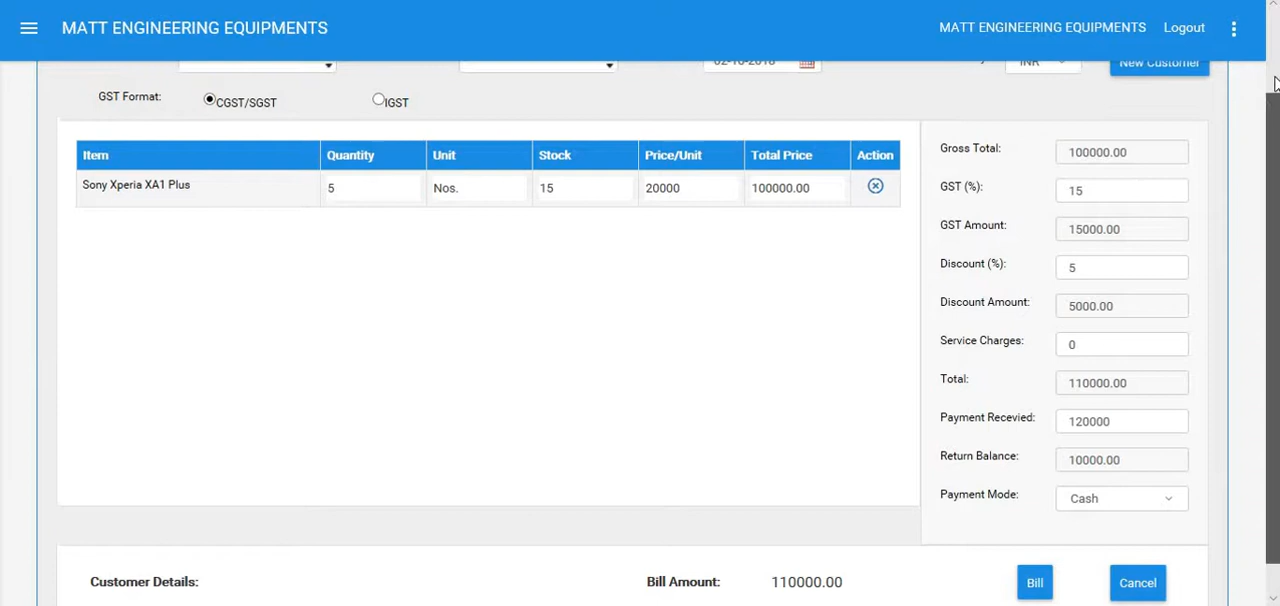 MATT ENGINEERING EQUIPMENTS MATT ENGINEERING EQUIPMENTS Logout
02-10-2018 INR New Customer
GST Format: CGST/SGST IGST
Item Quantity Unit Stock Price/Unit Total Price Action
Sony Xperia XA1 Plus 5 Nos. 15 20000 100000.00
Gross Total: 100000.00
GST (%): 15
GST Amount: 15000.00
Discount (%): 5
Discount Amount: 5000.00
Service Charges: 0
Total: 110000.00
Payment Recevied: 120000
Return Balance: 10000.00
Payment Mode: Cash
Customer Details: Bill Amount: 110000.00 Bill Cancel